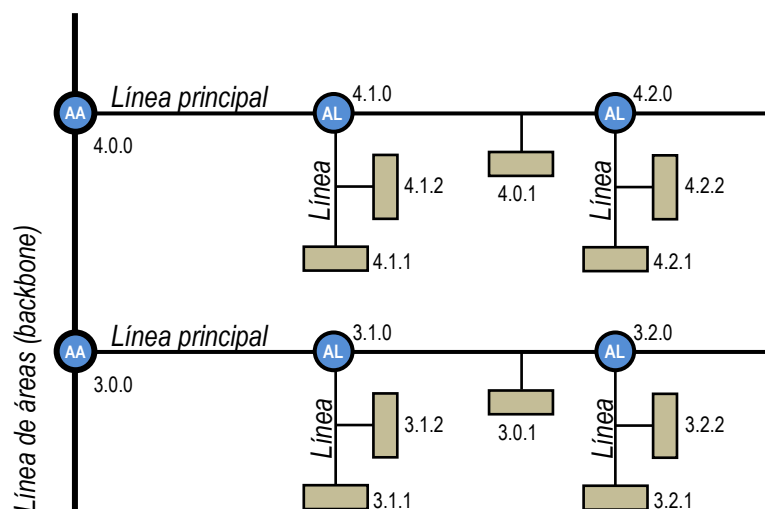 AA
Línea principal
AL
4.1.0
AL
4.2.0
4.0.0
Línea
4.1.2
4.0.1
Línea
4.2.2
4.1.1
4.2.1
Línea de áreas (backbone)
AA
Línea principal
AL
3.1.0
AL
3.2.0
3.0.0
Línea
3.1.2
3.0.1
Línea
3.2.2
3.1.1
3.2.1